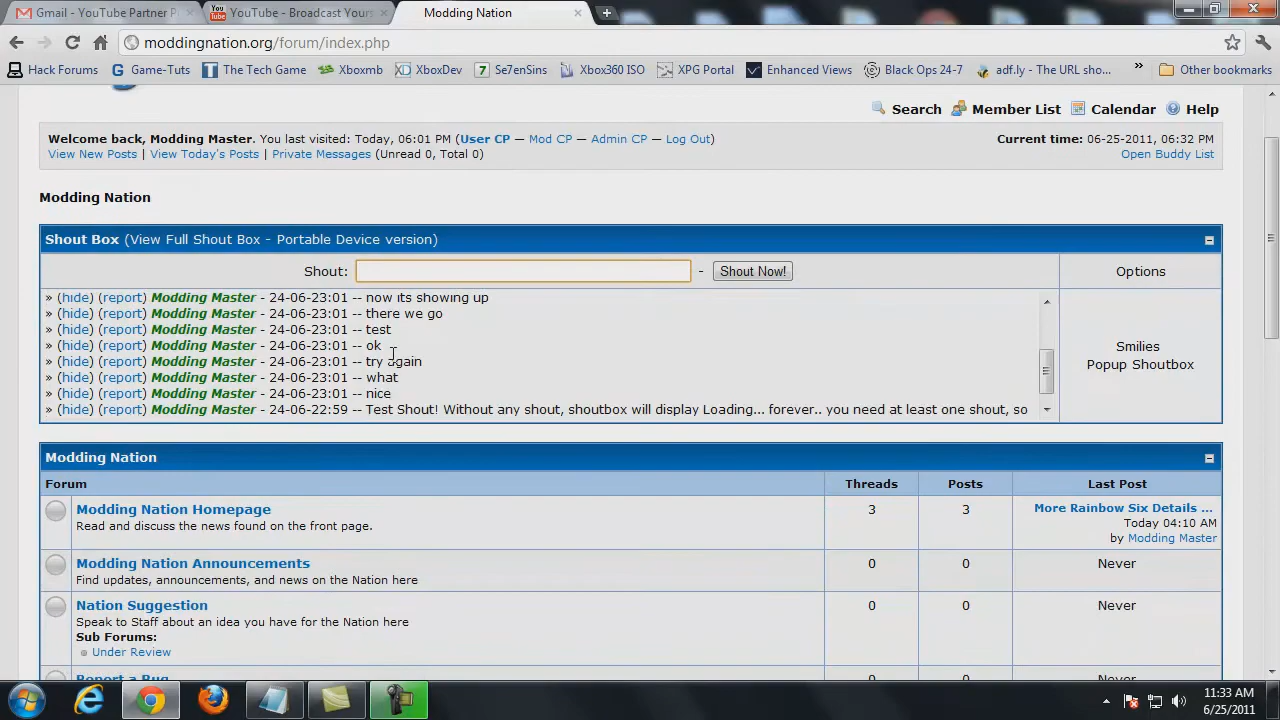 Gmail - YouTube Partner P
YouTube - Broadcast Yours
Modding Nation
moddingnation.org/forum/index.php
Hack Forums Game-Tuts The Tech Game Xboxmb XboxDev Se7enSins Xbox360 ISO XPG Portal Enhanced Views Black Ops 24-7 adf.ly - The URL sho... » Other bookmarks
Search Member List Calendar Help
Welcome back, Modding Master. You last visited: Today, 06:01 PM (User CP — Mod CP — Admin CP — Log Out)
Current time: 06-25-2011, 06:32 PM
View New Posts | View Today's Posts | Private Messages (Unread 0, Total 0)
Open Buddy List
Modding Nation
Shout Box (View Full Shout Box - Portable Device version)
Shout: - Shout Now!
Options
» (hide) (report) Modding Master - 24-06-23:01 -- now its showing up
» (hide) (report) Modding Master - 24-06-23:01 -- there we go
» (hide) (report) Modding Master - 24-06-23:01 -- test
» (hide) (report) Modding Master - 24-06-23:01 -- ok
» (hide) (report) Modding Master - 24-06-23:01 -- try again
» (hide) (report) Modding Master - 24-06-23:01 -- what
» (hide) (report) Modding Master - 24-06-23:01 -- nice
» (hide) (report) Modding Master - 24-06-22:59 -- Test Shout! Without any shout, shoutbox will display Loading... forever.. you need at least one shout, so
Smilies
Popup Shoutbox
Modding Nation
Forum Threads Posts Last Post
Modding Nation Homepage
Read and discuss the news found on the front page.
3 3
More Rainbow Six Details ...
Today 04:10 AM
by Modding Master
Modding Nation Announcements
Find updates, announcements, and news on the Nation here
0 0 Never
Nation Suggestion
Speak to Staff about an idea you have for the Nation here
Sub Forums:
Under Review
0 0 Never
Report a Bug
0 0 Never
11:33 AM
6/25/2011